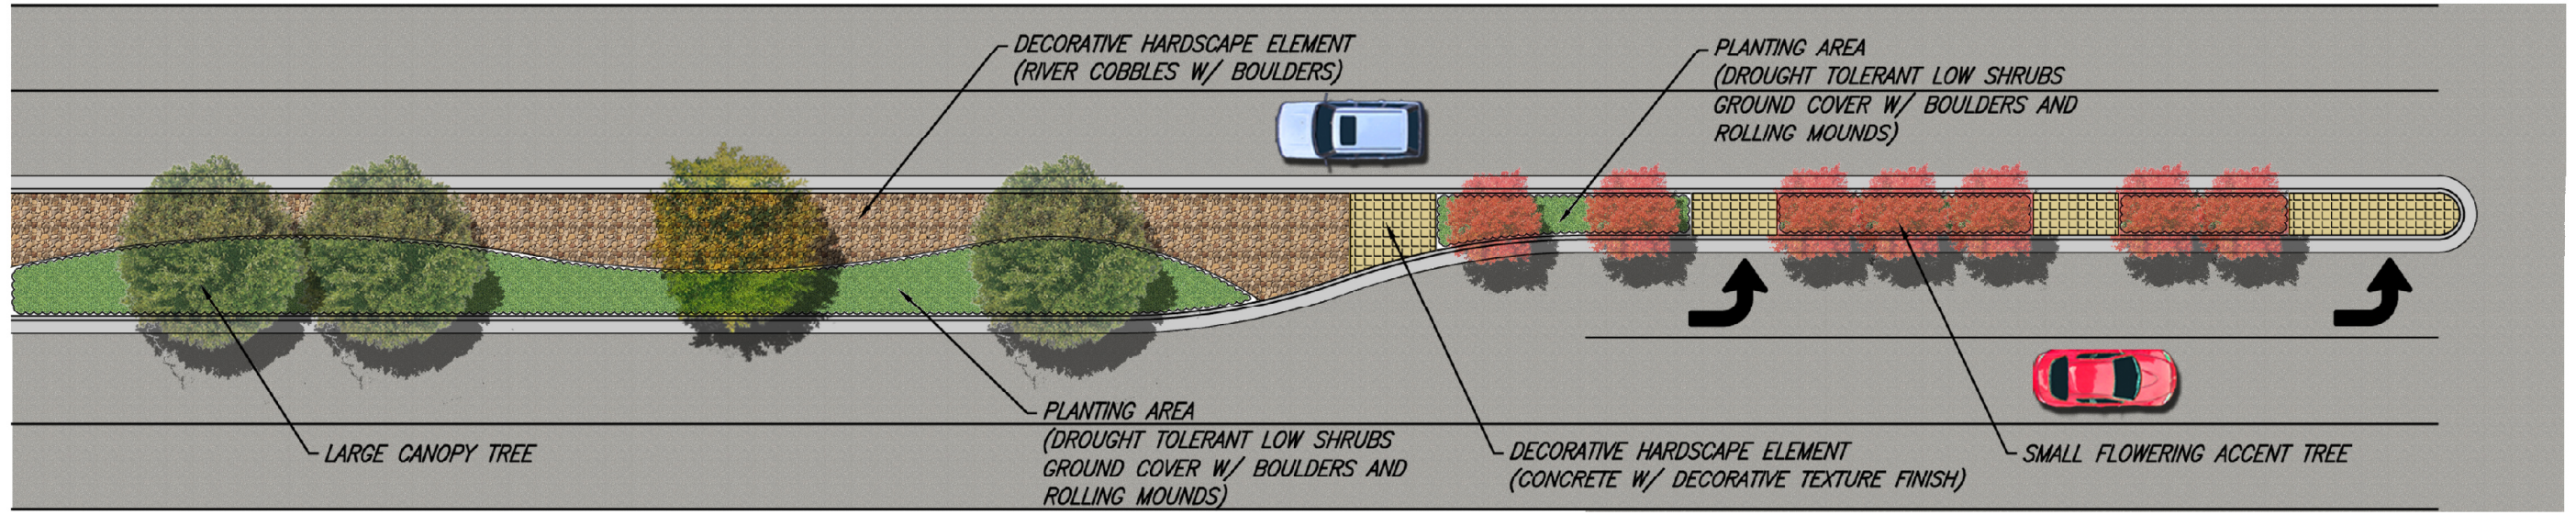 DECORATIVE HARDSCAPE ELEMENT
(RIVER COBBLES W/ BOULDERS)
PLANTING AREA
(DROUGHT TOLERANT LOW SHRUBS
GROUND COVER W/ BOULDERS AND
ROLLING MOUNDS)
LARGE CANOPY TREE
PLANTING AREA
(DROUGHT TOLERANT LOW SHRUBS
GROUND COVER W/ BOULDERS AND
ROLLING MOUNDS)
DECORATIVE HARDSCAPE ELEMENT
(CONCRETE W/ DECORATIVE TEXTURE FINISH)
SMALL FLOWERING ACCENT TREE